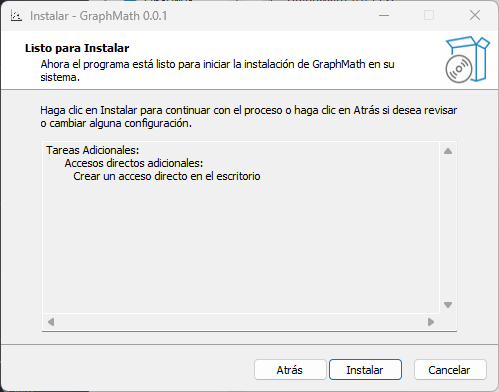 Instalar - GraphMath 0.0.1
Listo para Instalar
Ahora el programa está listo para iniciar la instalación de GraphMath en su
sistema.
Haga clic en Instalar para continuar con el proceso o haga clic en Atrás si desea revisar
o cambiar alguna configuración.
Tareas Adicionales:
Accesos directos adicionales:
Crear un acceso directo en el escritorio
Atrás
Instalar
Cancelar